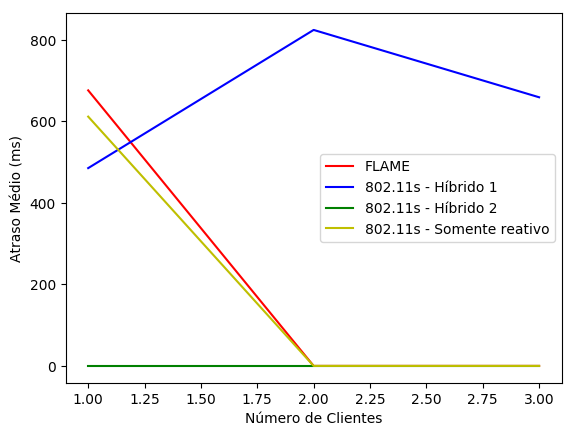 800
600
400
200
0
Atraso Médio (ms)
FLAME
802.11s - Híbrido 1
802.11s - Híbrido 2
802.11s - Somente reativo
1.00 1.25 1.50 1.75 2.00 2.25 2.50 2.75 3.00
Número de Clientes